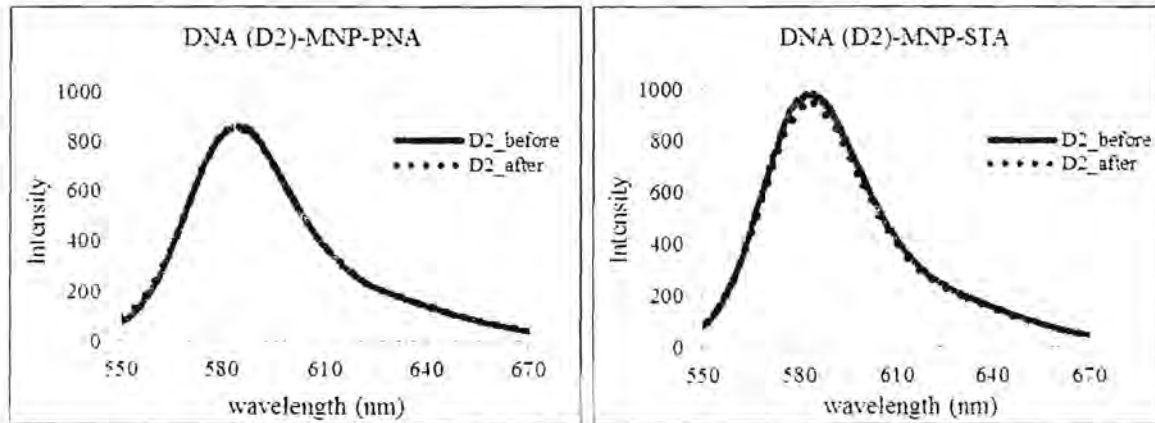 DNA (D2)-MNP-PNA
1000
800
600
400
200
0
Intensity
550 580 610 640 670
wavelength (nm)
D2_before
D2_after
DNA (D2)-MNP-STA
1000
800
600
400
200
0
Intensity
550 580 610 640 670
wavelength (nm)
D2_before
D2_after